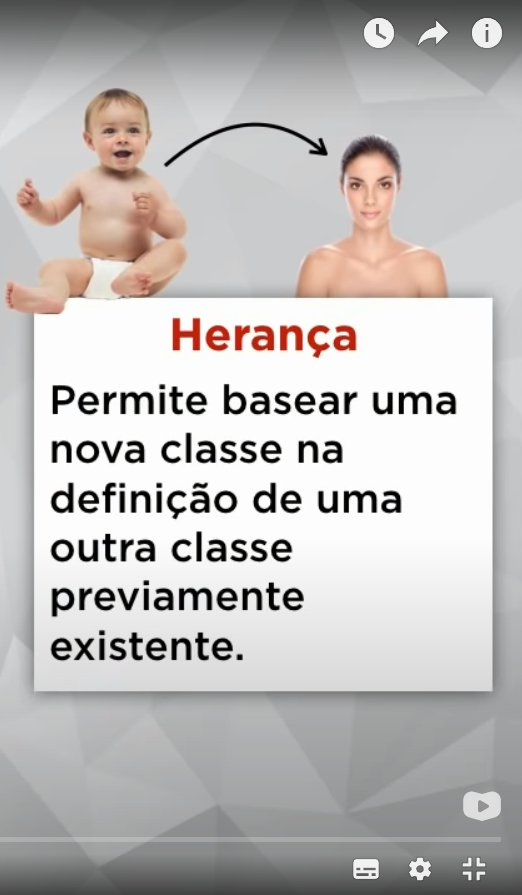 Herança
Permite basear uma
nova classe na
definição de uma
outra classe
previamente
existente.